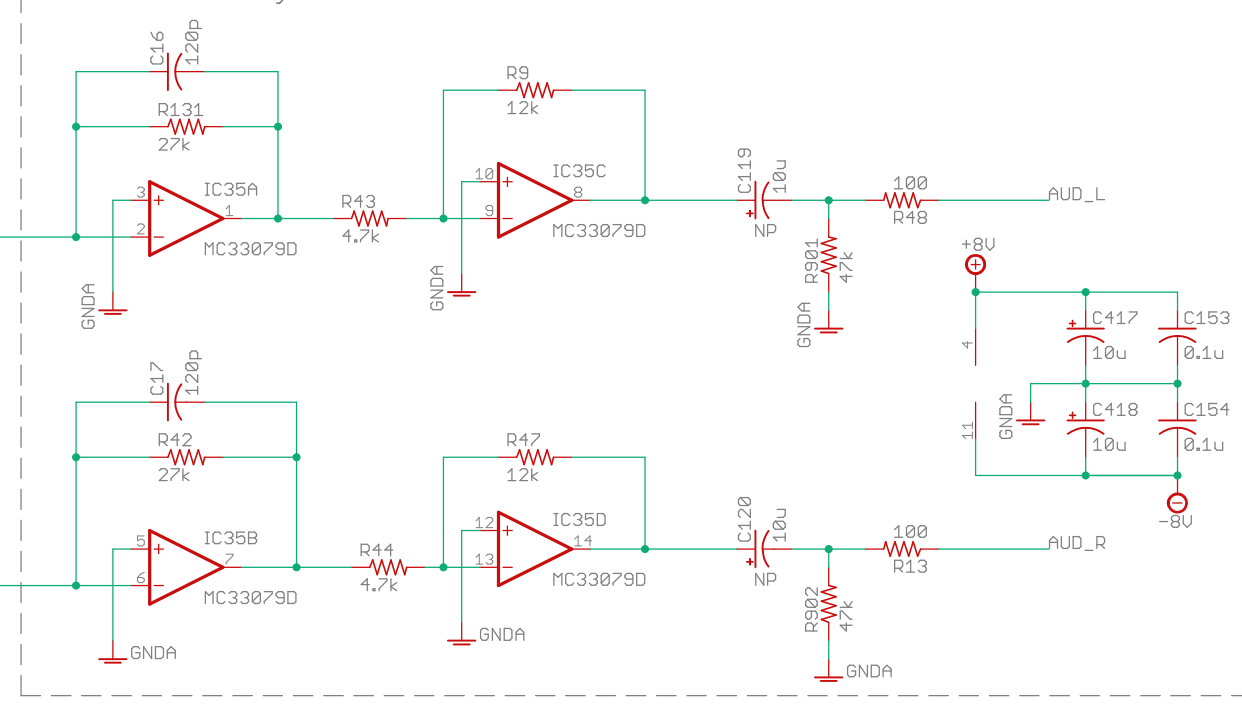 C16
120p
R131
27k
3
+
IC35A
1
2
−
MC33079D
GNDA
R43
4.7k
R9
12k
10
+
IC35C
8
9
−
MC33079D
GNDA
C119
10u
+
NP
100
R48
AUD_L
R901
47k
GNDA
+8V
+
4
+
C417
10u
C153
0.1u
11
GNDA
+
C418
10u
C154
0.1u
−
-8V
C17
120p
R42
27k
5
+
IC35B
7
6
−
MC33079D
GNDA
R44
4.7k
R47
12k
12
+
IC35D
14
13
−
MC33079D
GNDA
C120
10u
+
NP
100
R13
AUD_R
R902
47k
GNDA